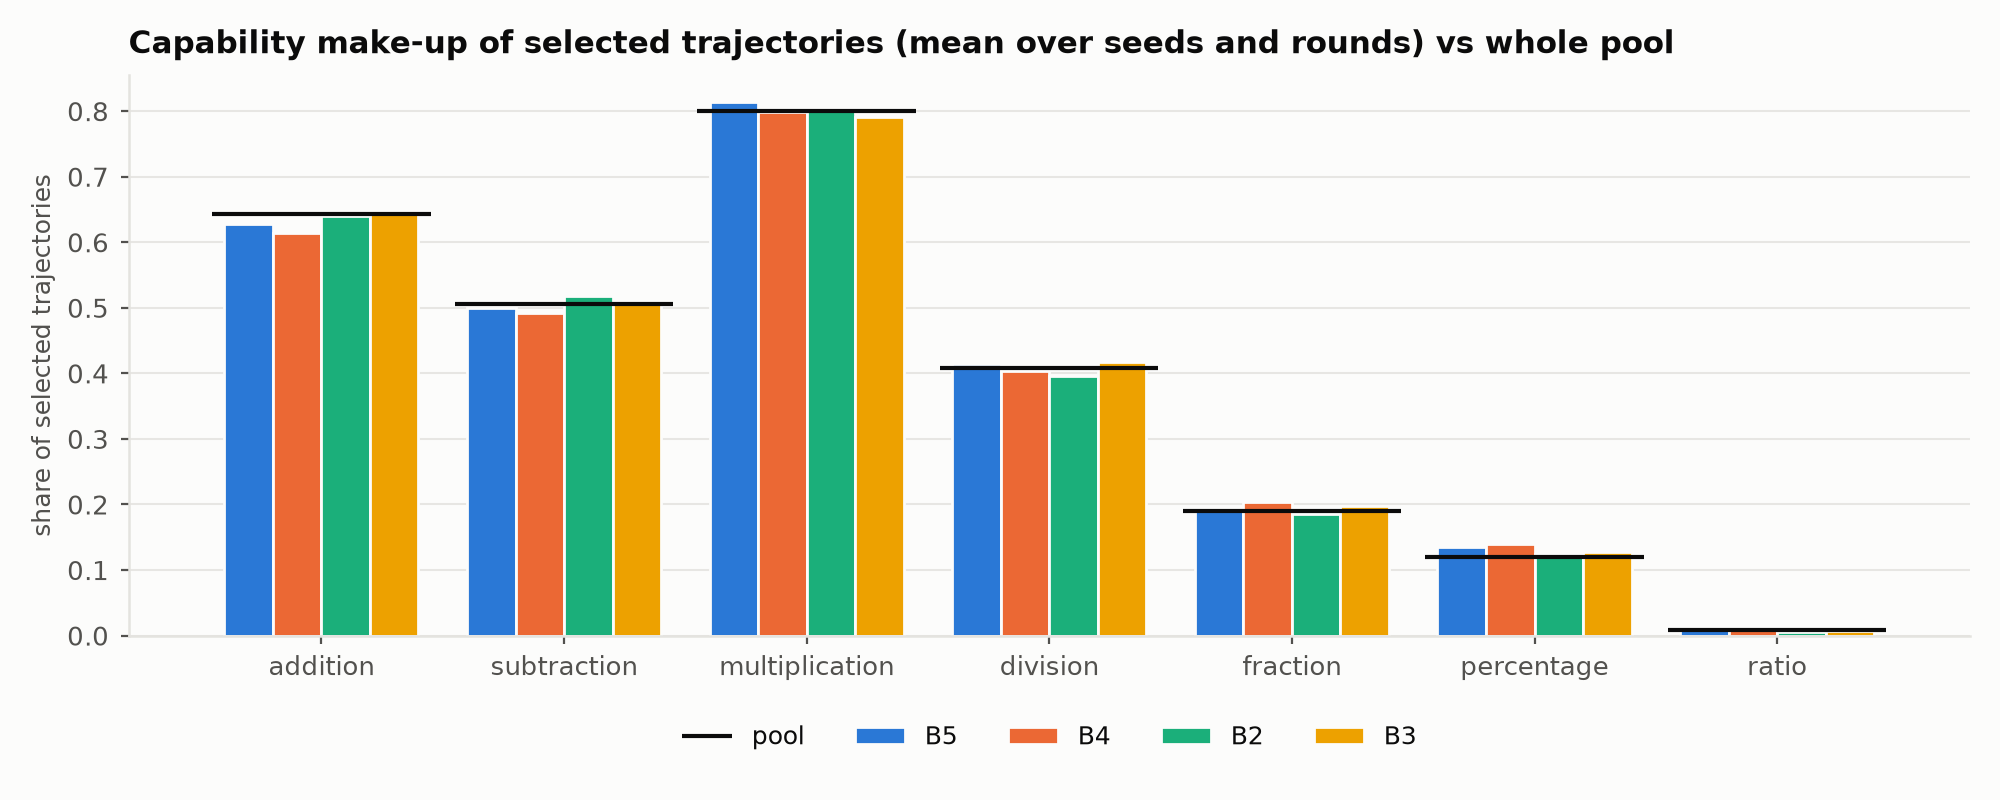 Capability make-up of selected trajectories (mean over seeds and rounds) vs whole pool
share of selected trajectories
0.8
0.7
0.6
0.5
0.4
0.3
0.2
0.1
0.0
addition subtraction multiplication division fraction percentage ratio
pool B5 B4 B2 B3